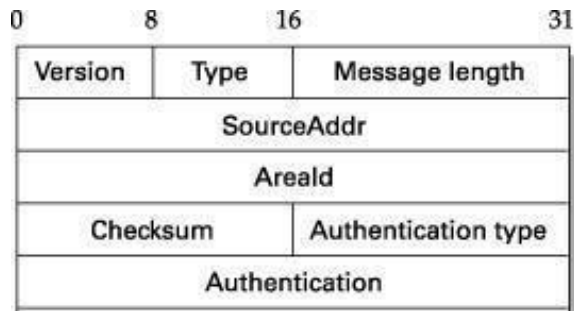 0 8 16 31
Version Type Message length
SourceAddr
AreaId
Checksum Authentication type
Authentication